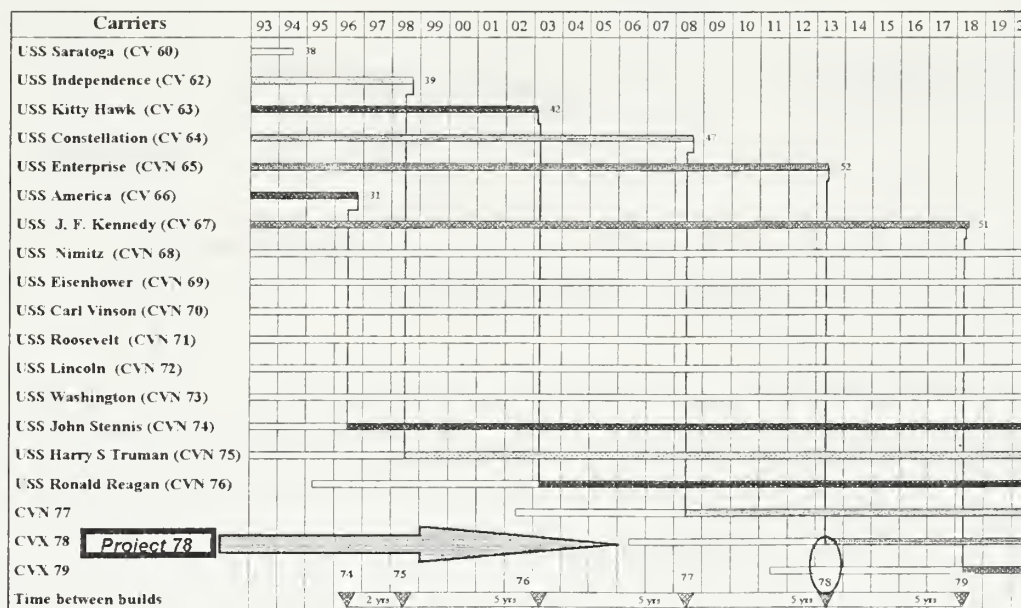 Carriers 93 94 95 96 97 98 99 00 01 02 03 04 05 06 07 08 09 10 11 12 13 14 15 16 17 18 19 2
USS Saratoga (CV 60) 38
USS Independence (CV 62) 39
USS Kitty Hawk (CV 63) 42
USS Constellation (CV 64) 47
USS Enterprise (CVN 65) 52
USS America (CV 66) 31
USS J. F. Kennedy (CV 67) 51
USS Nimitz (CVN 68)
USS Eisenhower (CVN 69)
USS Carl Vinson (CVN 70)
USS Roosevelt (CVN 71)
USS Lincoln (CVN 72)
USS Washington (CVN 73)
USS John Stennis (CVN 74)
USS Harry S Truman (CVN 75)
USS Ronald Reagan (CVN 76)
CVN 77
CVX 78 Project 78
CVX 79 74 75 76 77 78 79
Time between builds 2 yrs 5 yrs 5 yrs 5 yrs 5 yrs